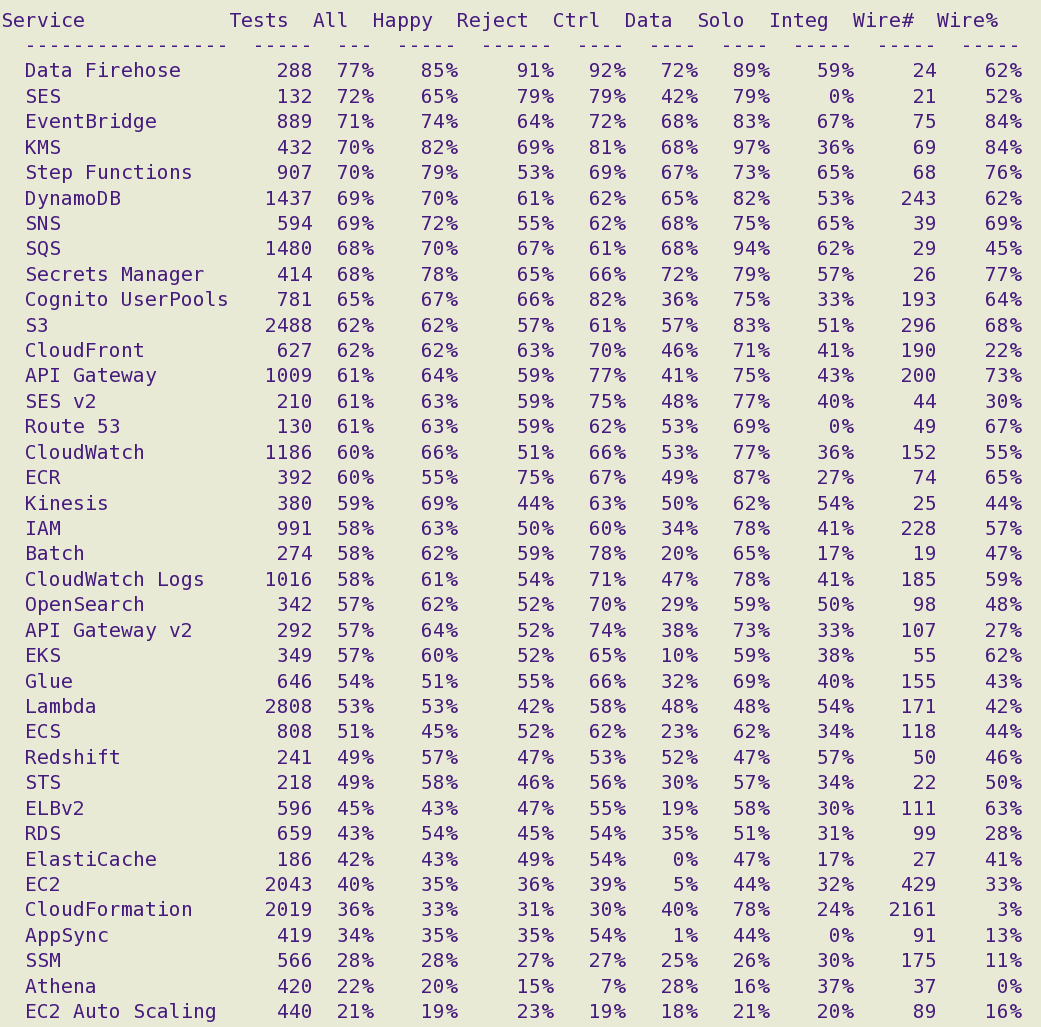 Service            Tests  All  Happy  Reject  Ctrl  Data  Solo  Integ  Wire#  Wire%
  -----------------  -----  ---  -----  ------  ----  ----  ----  -----  -----  -----
  Data Firehose        288  77%    85%     91%   92%   72%   89%    59%     24    62%
  SES                  132  72%    65%     79%   79%   42%   79%     0%     21    52%
  EventBridge          889  71%    74%     64%   72%   68%   83%    67%     75    84%
  KMS                  432  70%    82%     69%   81%   68%   97%    36%     69    84%
  Step Functions       907  70%    79%     53%   69%   67%   73%    65%     68    76%
  DynamoDB            1437  69%    70%     61%   62%   65%   82%    53%    243    62%
  SNS                  594  69%    72%     55%   62%   68%   75%    65%     39    69%
  SQS                 1480  68%    70%     67%   61%   68%   94%    62%     29    45%
  Secrets Manager      414  68%    78%     65%   66%   72%   79%    57%     26    77%
  Cognito UserPools    781  65%    67%     66%   82%   36%   75%    33%    193    64%
  S3                  2488  62%    62%     57%   61%   57%   83%    51%    296    68%
  CloudFront           627  62%    62%     63%   70%   46%   71%    41%    190    22%
  API Gateway         1009  61%    64%     59%   77%   41%   75%    43%    200    73%
  SES v2               210  61%    63%     59%   75%   48%   77%    40%     44    30%
  Route 53             130  61%    63%     59%   62%   53%   69%     0%     49    67%
  CloudWatch          1186  60%    66%     51%   66%   53%   77%    36%    152    55%
  ECR                  392  60%    55%     75%   67%   49%   87%    27%     74    65%
  Kinesis              380  59%    69%     44%   63%   50%   62%    54%     25    44%
  IAM                  991  58%    63%     50%   60%   34%   78%    41%    228    57%
  Batch                274  58%    62%     59%   78%   20%   65%    17%     19    47%
  CloudWatch Logs     1016  58%    61%     54%   71%   47%   78%    41%    185    59%
  OpenSearch           342  57%    62%     52%   70%   29%   59%    50%     98    48%
  API Gateway v2       292  57%    64%     52%   74%   38%   73%    33%    107    27%
  EKS                  349  57%    60%     52%   65%   10%   59%    38%     55    62%
  Glue                 646  54%    51%     55%   66%   32%   69%    40%    155    43%
  Lambda              2808  53%    53%     42%   58%   48%   48%    54%    171    42%
  ECS                  808  51%    45%     52%   62%   23%   62%    34%    118    44%
  Redshift             241  49%    57%     47%   53%   52%   47%    57%     50    46%
  STS                  218  49%    58%     46%   56%   30%   57%    34%     22    50%
  ELBv2                596  45%    43%     47%   55%   19%   58%    30%    111    63%
  RDS                  659  43%    54%     45%   54%   35%   51%    31%     99    28%
  ElastiCache          186  42%    43%     49%   54%    0%   47%    17%     27    41%
  EC2                 2043  40%    35%     36%   39%    5%   44%    32%    429    33%
  CloudFormation      2019  36%    33%     31%   30%   40%   78%    24%   2161     3%
  AppSync              419  34%    35%     35%   54%    1%   44%     0%     91    13%
  SSM                  566  28%    28%     27%   27%   25%   26%    30%    175    11%
  Athena               420  22%    20%     15%    7%   28%   16%    37%     37     0%
  EC2 Auto Scaling     440  21%    19%     23%   19%   18%   21%    20%     89    16%